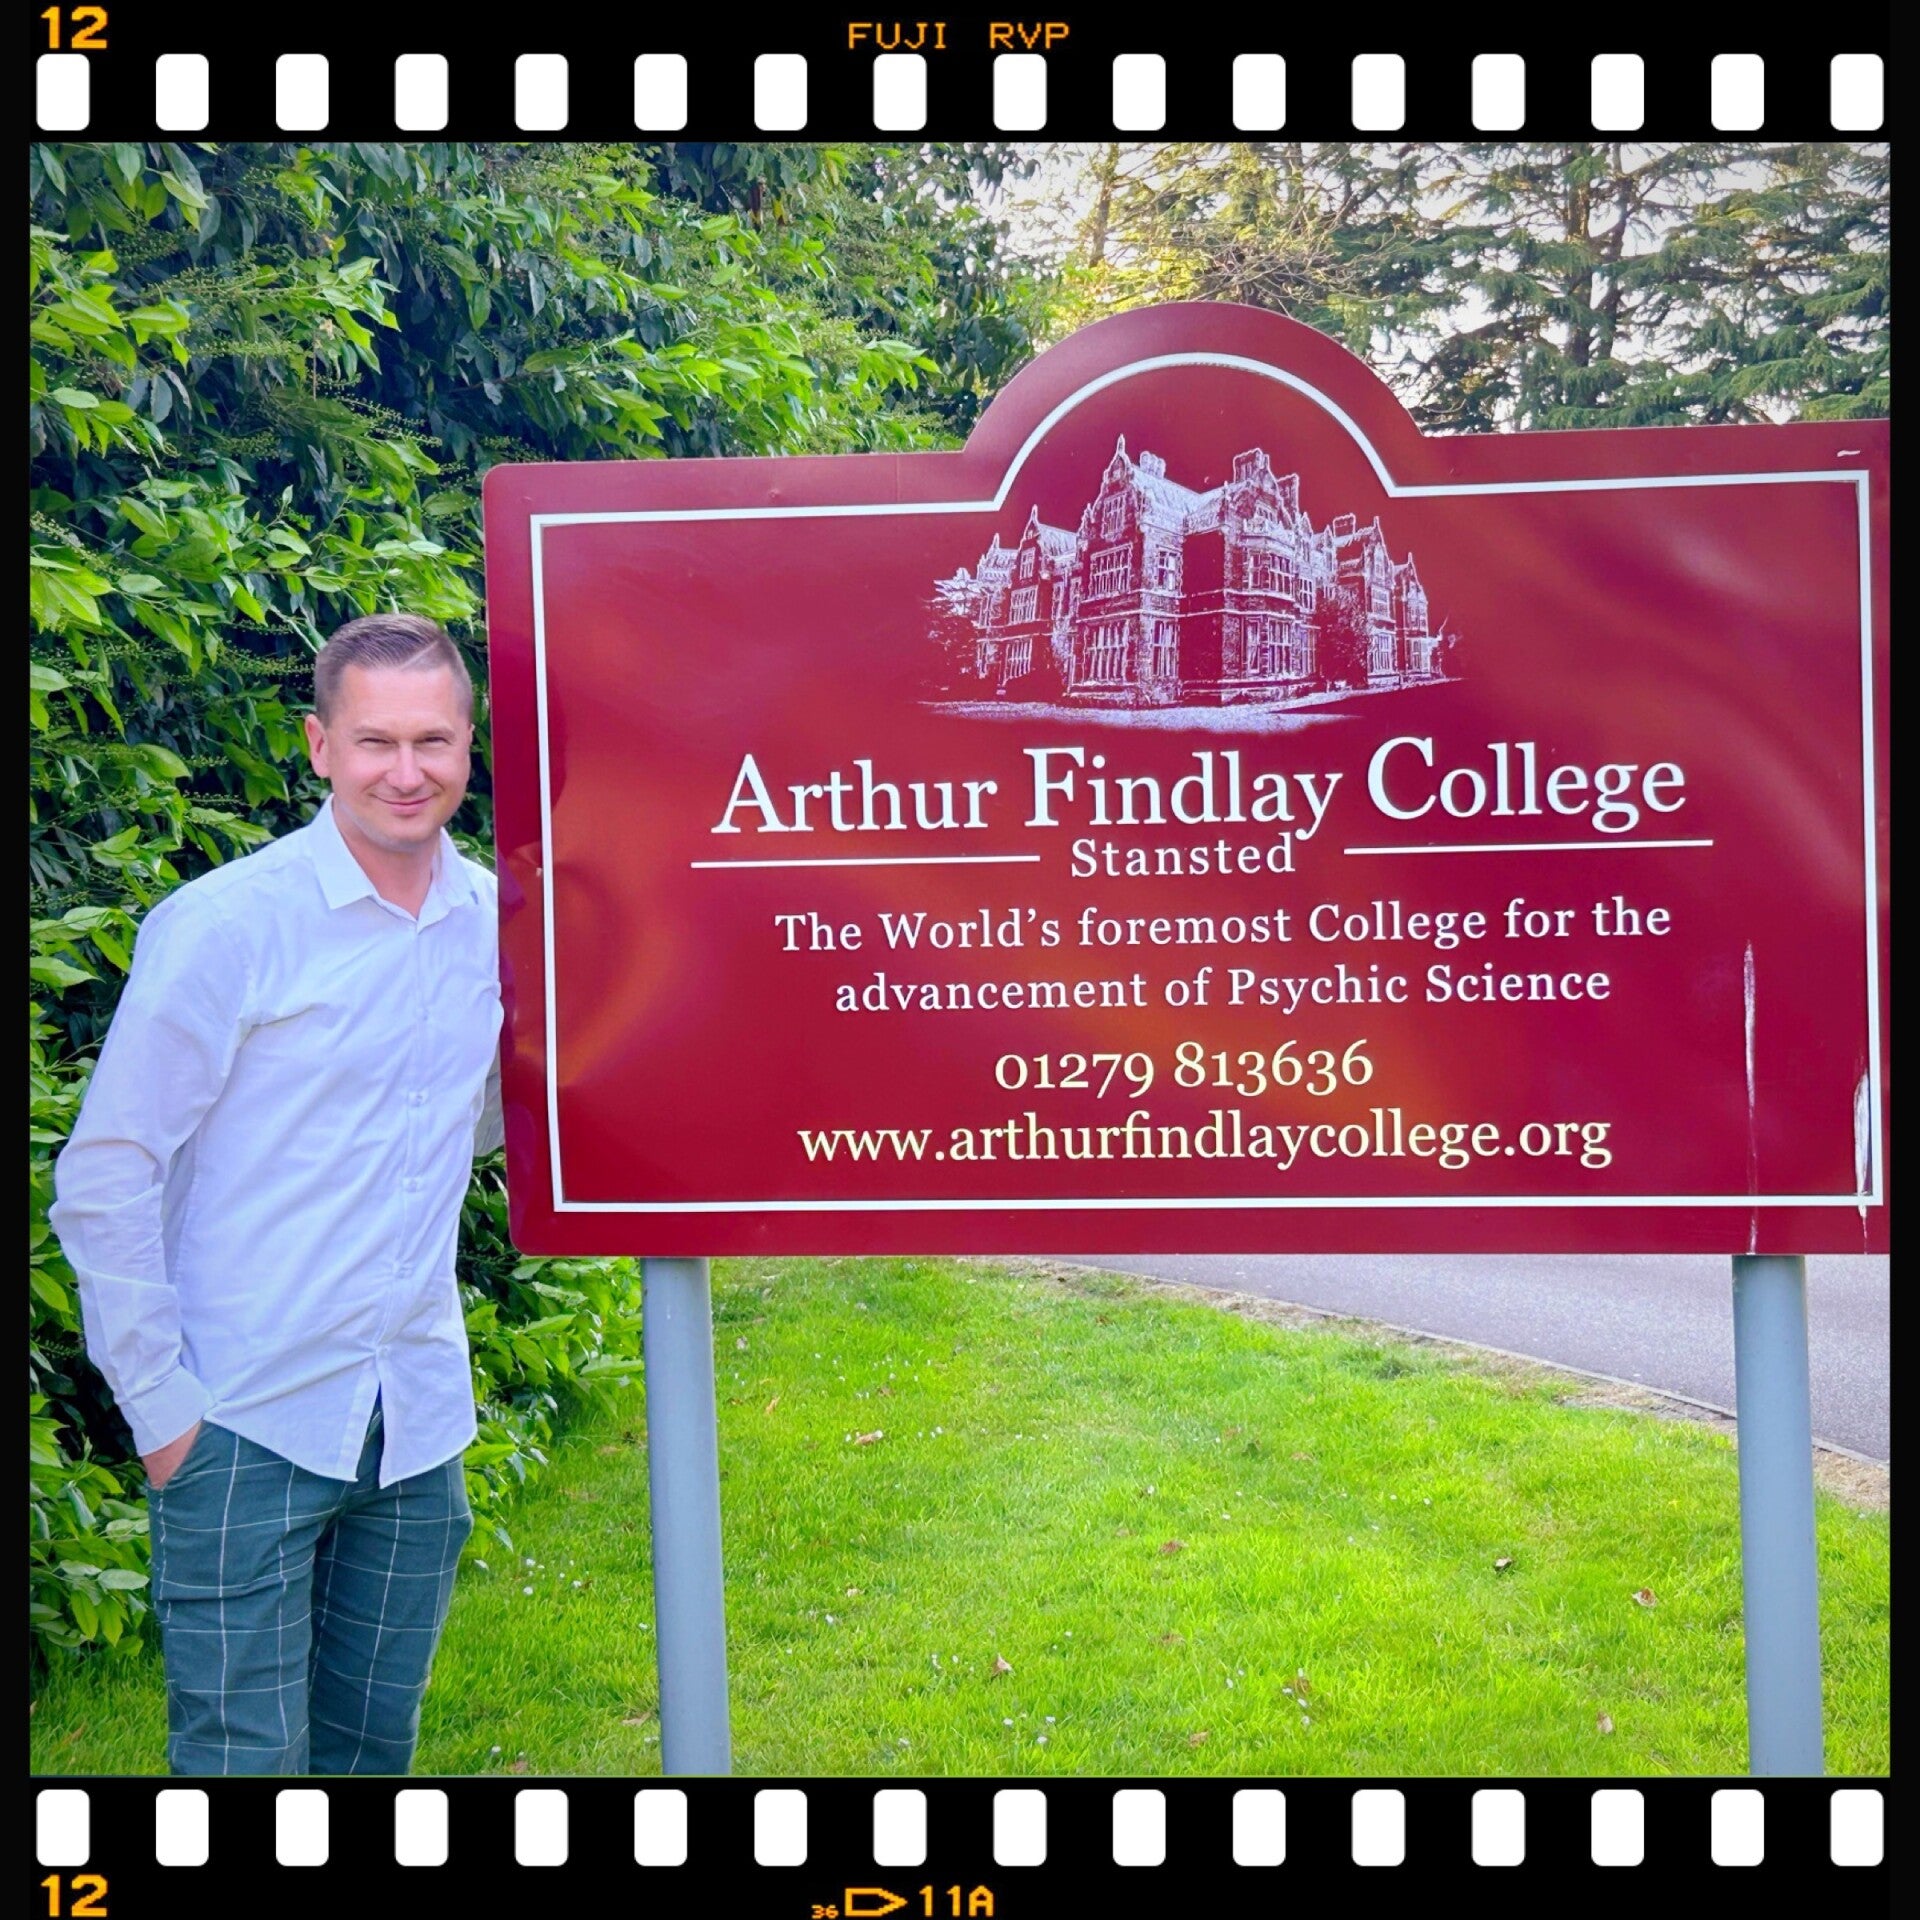 12
FUJI RVP
Arthur Findlay College
Stansted
The World's foremost College for the
advancement of Psychic Science
01279 813636
www.arthurfindlaycollege.org
12
36 11A